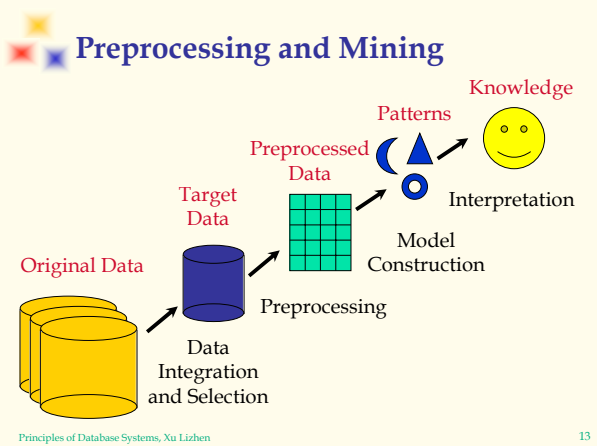 Preprocessing and Mining
Knowledge
Patterns
Preprocessed
Data
Target
Data
Interpretation
Original Data
Model
Construction
Preprocessing
Data
Integration
and Selection
Principles of Database Systems, Xu Lizhen
13